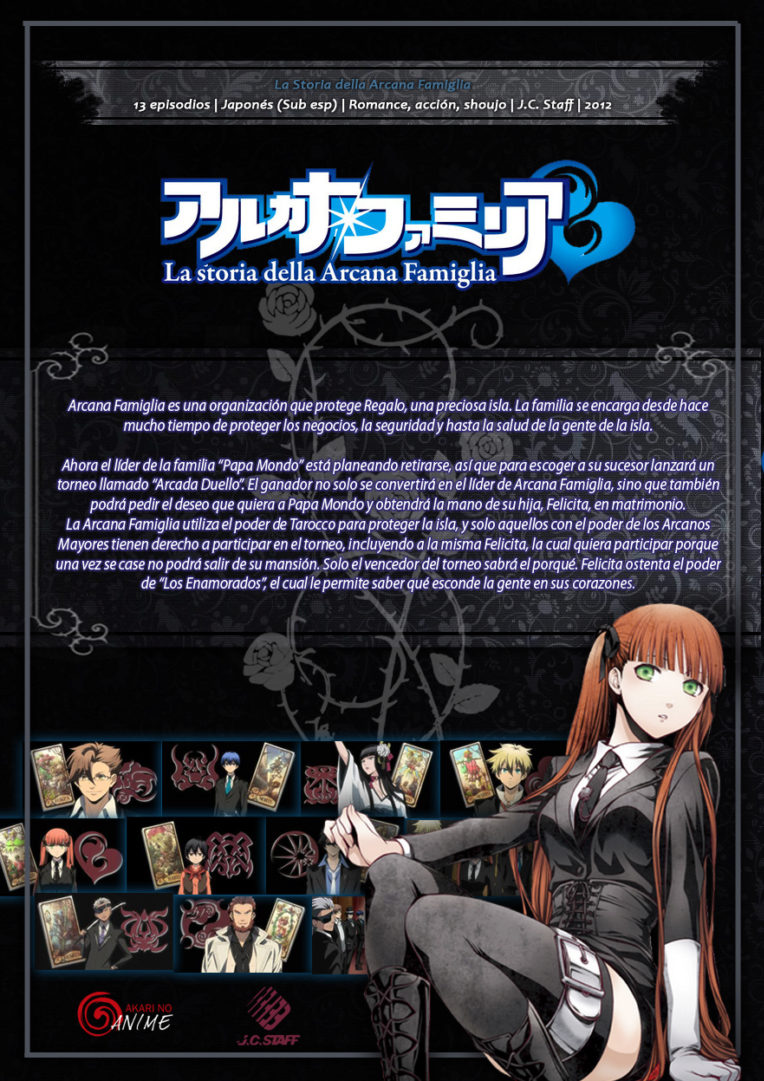 La Storia della Arcana Famiglia
13 episodios | Japonés (Sub esp) | Romance, acción, shoujo | J.C. Staff | 2012
アルカナ・ファミリア
La storia della Arcana Famiglia
Arcana Famiglia es una organización que protege Regalo, una preciosa isla. La familia se encarga desde hace
mucho tiempo de proteger los negocios, la seguridad y hasta la salud de la gente de la isla.
Ahora el líder de la familia “Papa Mondo” está planeando retirarse, así que para escoger a su sucesor lanzará un
torneo llamado “Arcada Duello”. El ganador no solo se convertirá en el líder de Arcana Famiglia, sino que también
podrá pedir el deseo que quiera a Papa Mondo y obtendrá la mano de su hija, Felicita, en matrimonio.
La Arcana Famiglia utiliza el poder de Tarocco para proteger la isla, y solo aquellos con el poder de los Arcanos
Mayores tienen derecho a participar en el torneo, incluyendo a la misma Felicita, la cual quiera participar porque
una vez se case no podrá salir de su mansión. Solo el vencedor del torneo sabrá el porqué. Felicita ostenta el poder
de “Los Enamorados”, el cual le permite saber qué esconde la gente en sus corazones.
AKARI NO
ANIME
J.C.STAFF